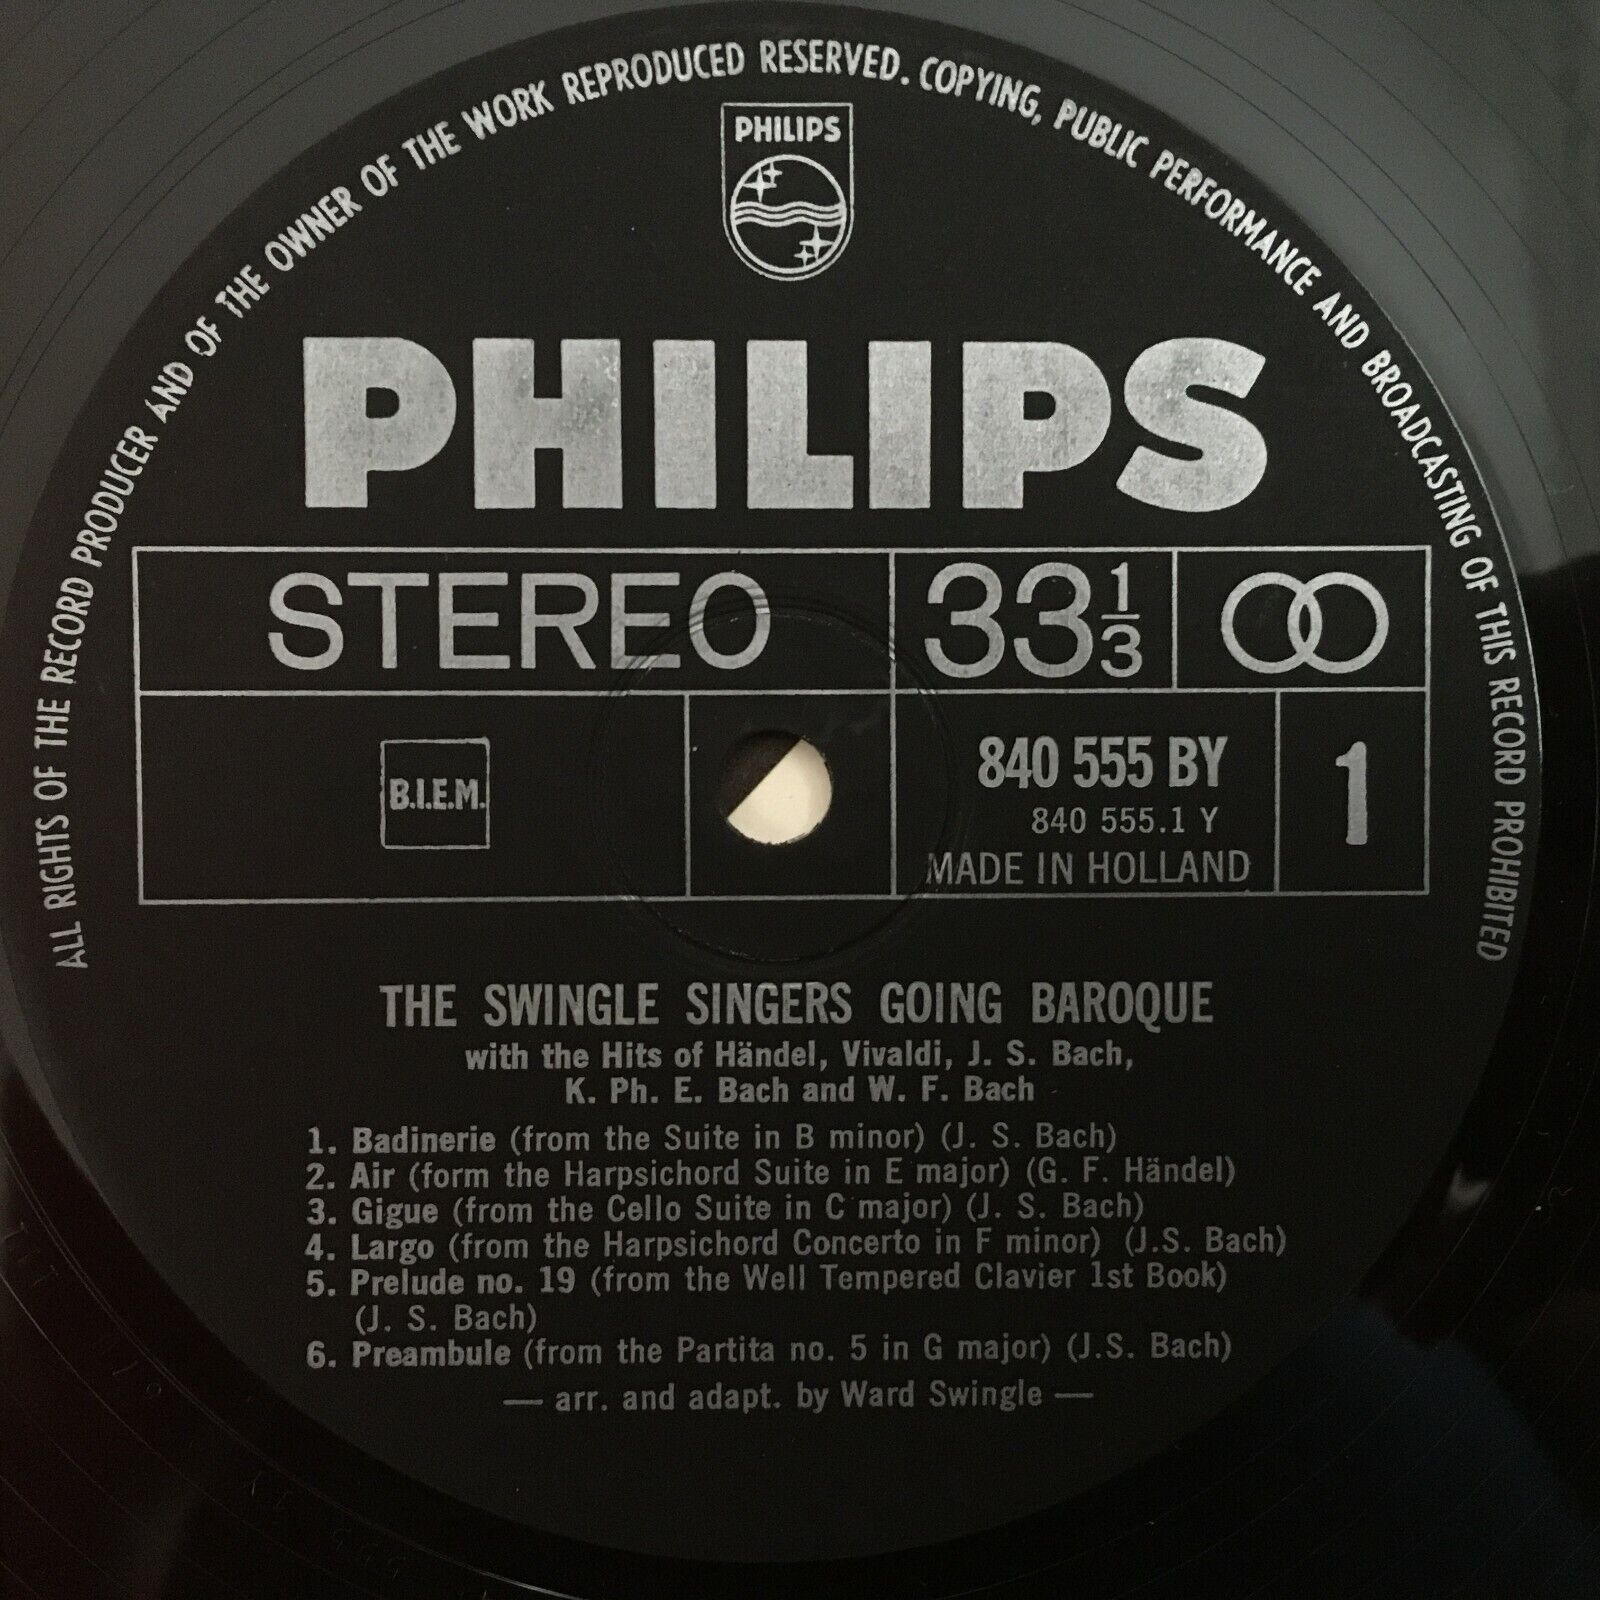 ALL RIGHTS OF THE RECORD PRODUCER AND OF THE OWNER OF THE WORK REPRODUCED RESERVED. COPYING, PUBLIC PERFORMANCE AND BROADCASTING OF THIS RECORD PROHIBITED
PHILIPS
PHILIPS
STEREO 33 1/3
B.I.E.M. 840 555 BY 1
840 555.1 Y
MADE IN HOLLAND
THE SWINGLE SINGERS GOING BAROQUE
with the Hits of Händel, Vivaldi, J. S. Bach,
K. Ph. E. Bach and W. F. Bach
1. Badinerie (from the Suite in B minor) (J. S. Bach)
2. Air (form the Harpsichord Suite in E major) (G. F. Händel)
3. Gigue (from the Cello Suite in C major) (J. S. Bach)
4. Largo (from the Harpsichord Concerto in F minor) (J.S. Bach)
5. Prelude no. 19 (from the Well Tempered Clavier 1st Book)
(J. S. Bach)
6. Preambule (from the Partita no. 5 in G major) (J.S. Bach)
— arr. and adapt. by Ward Swingle —